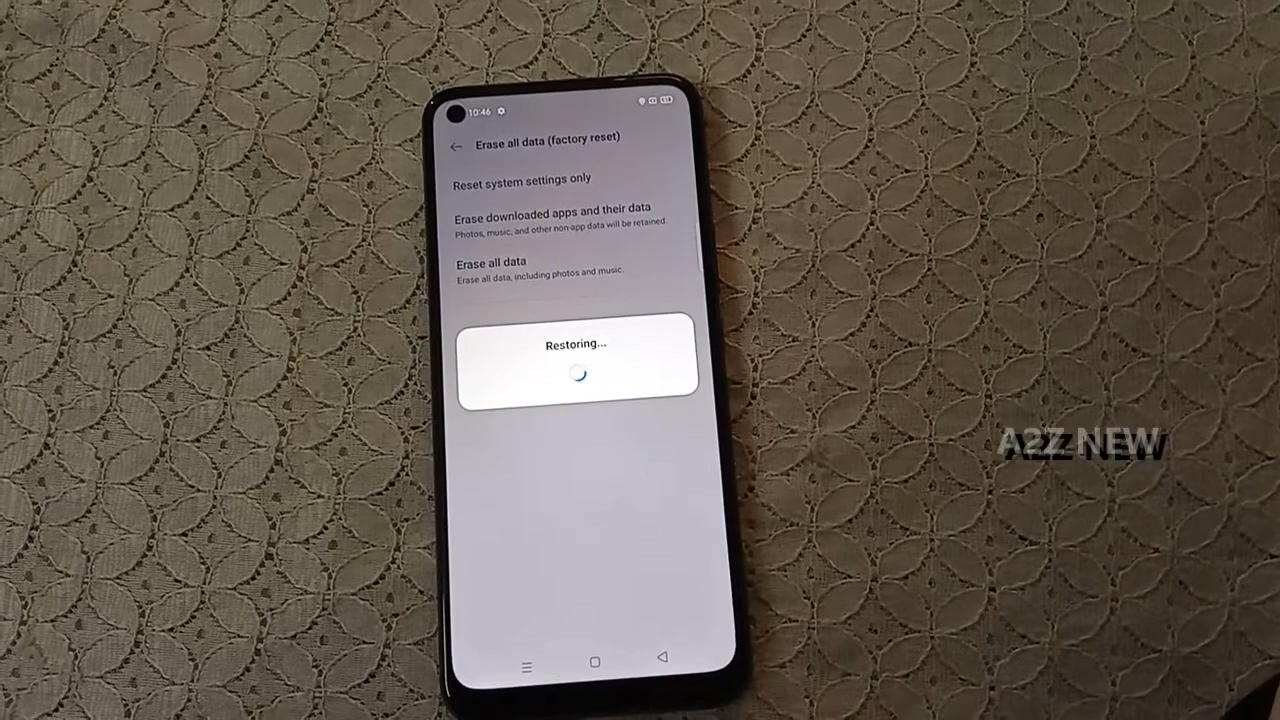 10:46
Erase all data (factory reset)
Reset system settings only
Erase downloaded apps and their data
Photos, music, and other non-app data will be retained.
Erase all data
Erase all data, including photos and music.
Restoring...
A2Z NEW